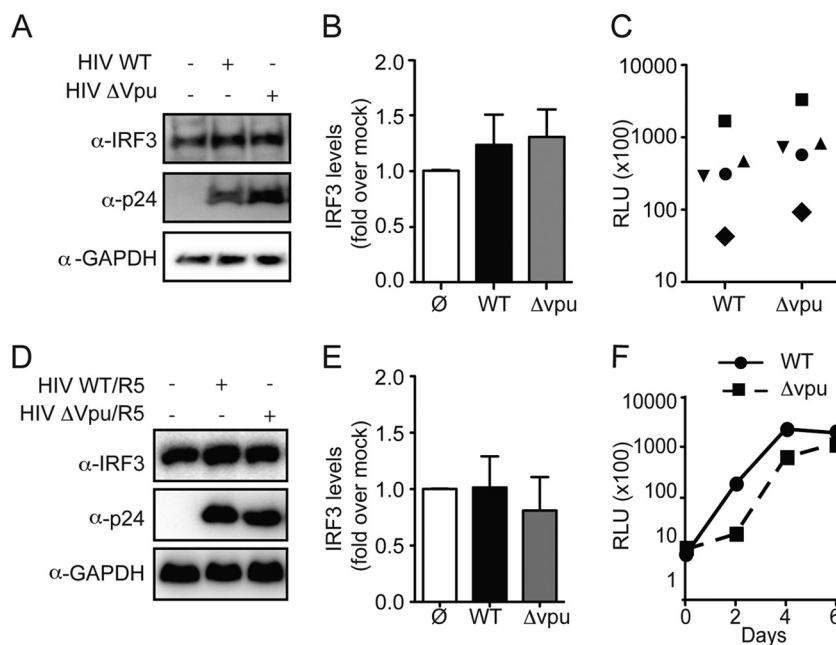 A
HIV WT - + -
HIV ΔVpu - - +
α-IRF3
α-p24
α-GAPDH
B
IRF3 levels
(fold over mock)
2.0
1.5
1.0
0.5
0.0
Ø WT Δvpu
C
RLU (x100)
10000
1000
100
10
WT Δvpu
D
HIV WT/R5 - + -
HIV ΔVpu/R5 - - +
α-IRF3
α-p24
α-GAPDH
E
IRF3 levels
(fold over mock)
2.0
1.5
1.0
0.5
0.0
Ø WT Δvpu
F
WT
Δvpu
RLU (x100)
10000
1000
100
10
1
0 2 4 6
Days